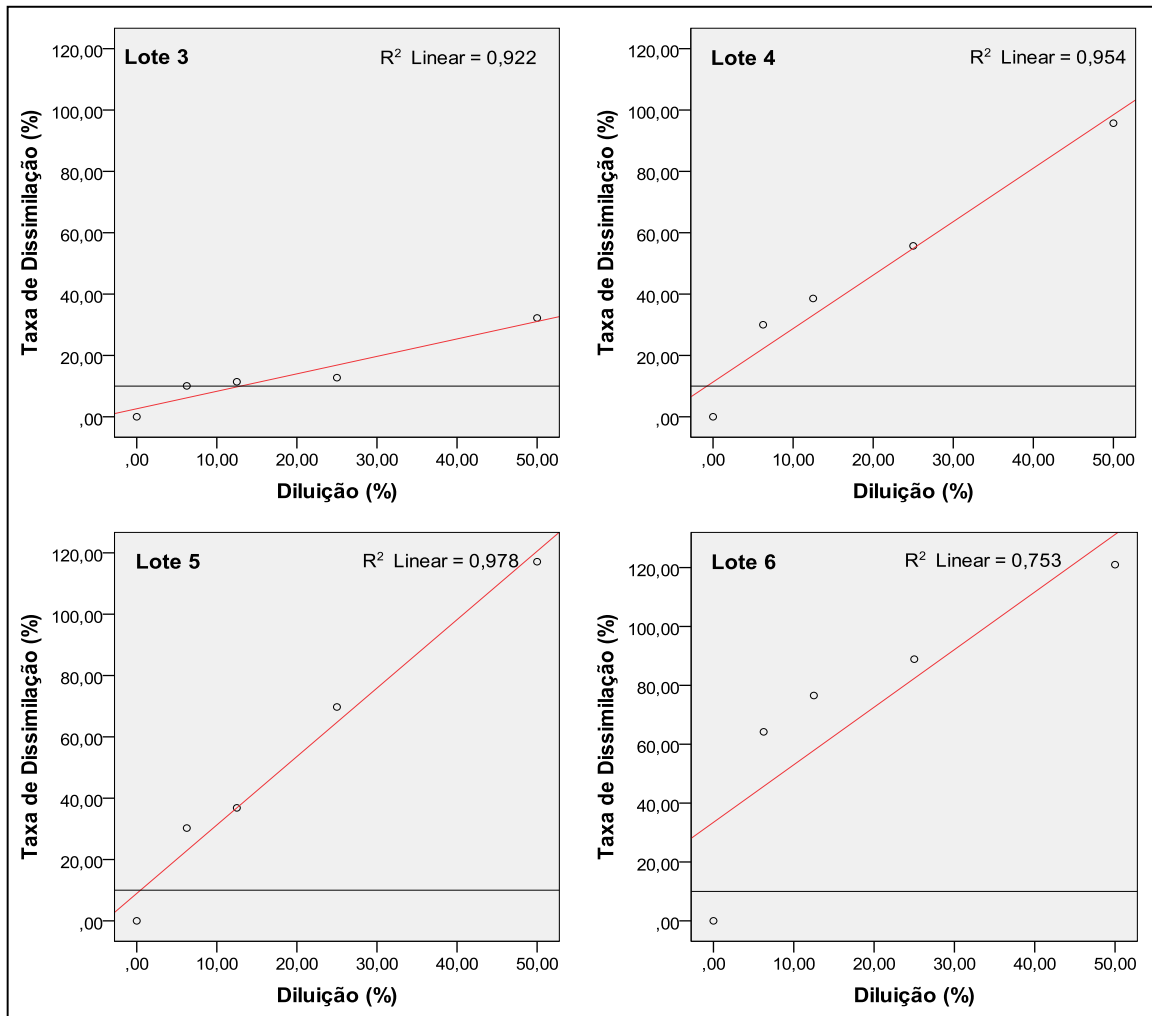 Lote 3
R² Linear = 0,922
Taxa de Dissimilação (%)
120,00
100,00
80,00
60,00
40,00
20,00
,00
,00 10,00 20,00 30,00 40,00 50,00
Diluição (%)
Lote 4
R² Linear = 0,954
Taxa de Dissimilação (%)
120,00
100,00
80,00
60,00
40,00
20,00
,00
,00 10,00 20,00 30,00 40,00 50,00
Diluição (%)
Lote 5
R² Linear = 0,978
Taxa de Dissimilação (%)
120,00
100,00
80,00
60,00
40,00
20,00
,00
,00 10,00 20,00 30,00 40,00 50,00
Diluição (%)
Lote 6
R² Linear = 0,753
Taxa de Dissimilação (%)
120,00
100,00
80,00
60,00
40,00
20,00
,00
,00 10,00 20,00 30,00 40,00 50,00
Diluição (%)